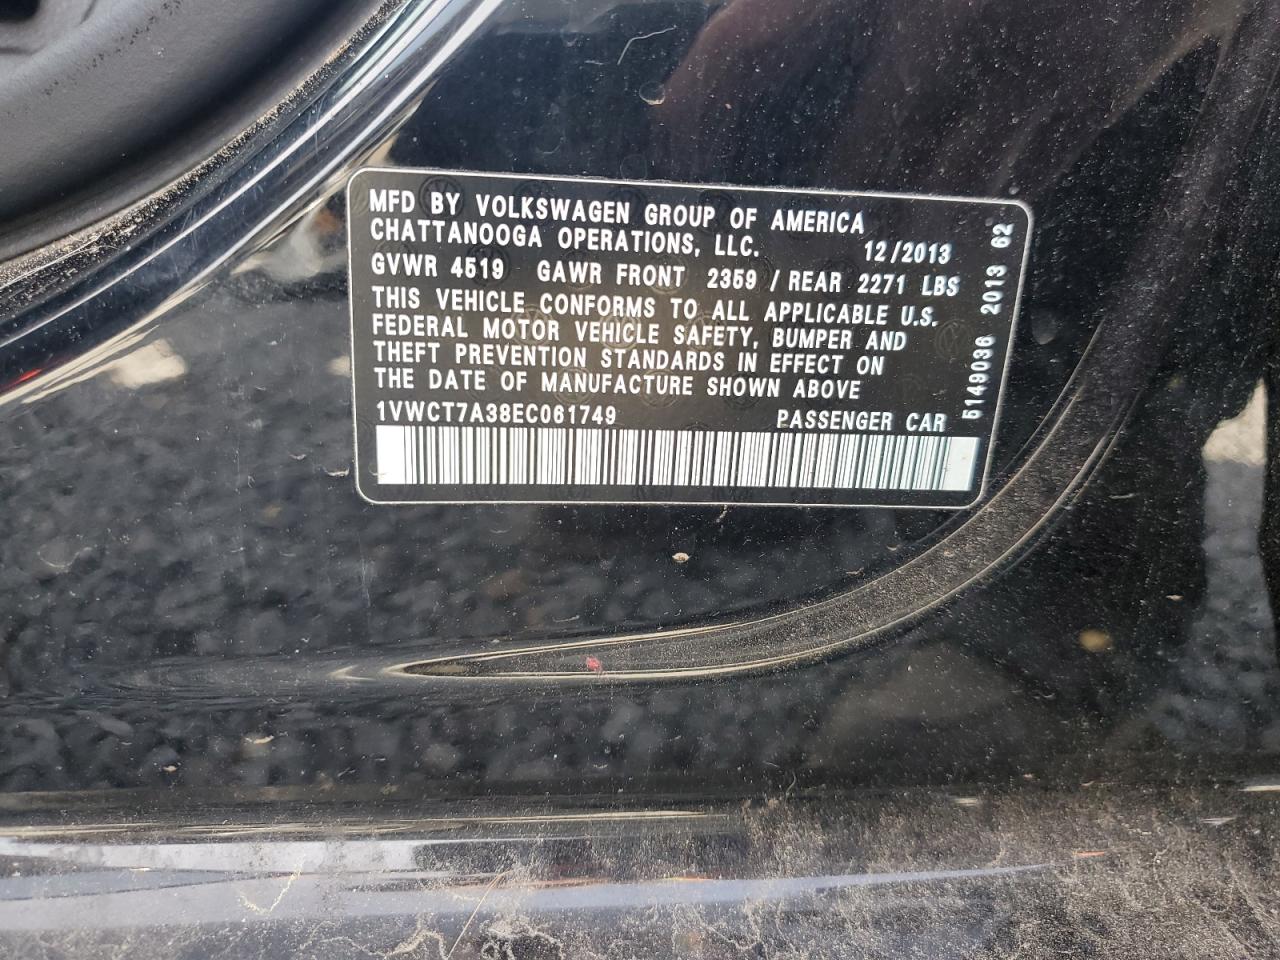 MFD BY VOLKSWAGEN GROUP OF AMERICA
CHATTANOOGA OPERATIONS, LLC. 12/2013
GVWR 4519 GAWR FRONT 2359 / REAR 2271 LBS
THIS VEHICLE CONFORMS TO ALL APPLICABLE U.S.
FEDERAL MOTOR VEHICLE SAFETY, BUMPER AND
THEFT PREVENTION STANDARDS IN EFFECT ON
THE DATE OF MANUFACTURE SHOWN ABOVE
1VWCT7A38EC061749 PASSENGER CAR
5149036 2013 62